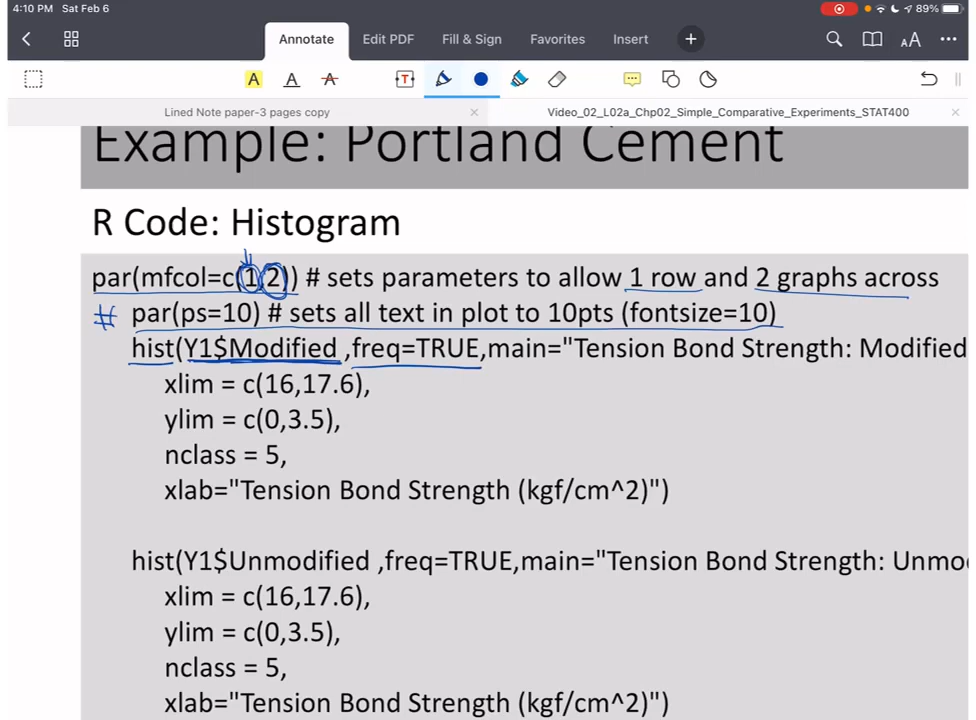 4:10 PM Sat Feb 6 89%
Annotate Edit PDF Fill & Sign Favorites Insert
Lined Note paper-3 pages copy Video_02_L02a_Chp02_Simple_Comparative_Experiments_STAT400
Example: Portland Cement
R Code: Histogram
par(mfcol=c(1,2)) # sets parameters to allow 1 row and 2 graphs across
# par(ps=10) # sets all text in plot to 10pts (fontsize=10)
hist(Y1$Modified ,freq=TRUE,main="Tension Bond Strength: Modified
xlim = c(16,17.6),
ylim = c(0,3.5),
nclass = 5,
xlab="Tension Bond Strength (kgf/cm^2)")
hist(Y1$Unmodified ,freq=TRUE,main="Tension Bond Strength: Unmo
xlim = c(16,17.6),
ylim = c(0,3.5),
nclass = 5,
xlab="Tension Bond Strength (kgf/cm^2)")